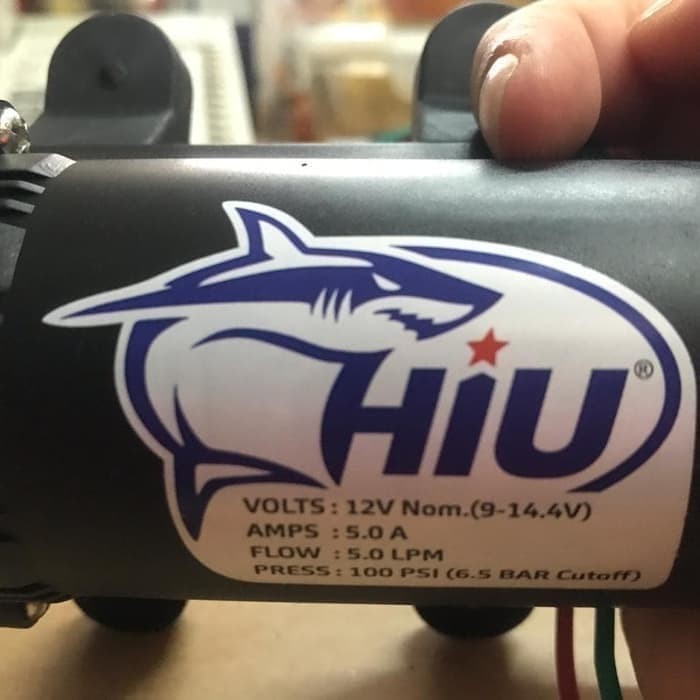 HiU®
VOLTS : 12V Nom.(9-14.4V)
AMPS : 5.0 A
FLOW : 5.0 LPM
PRESS : 100 PSI (6.5 BAR Cutoff)